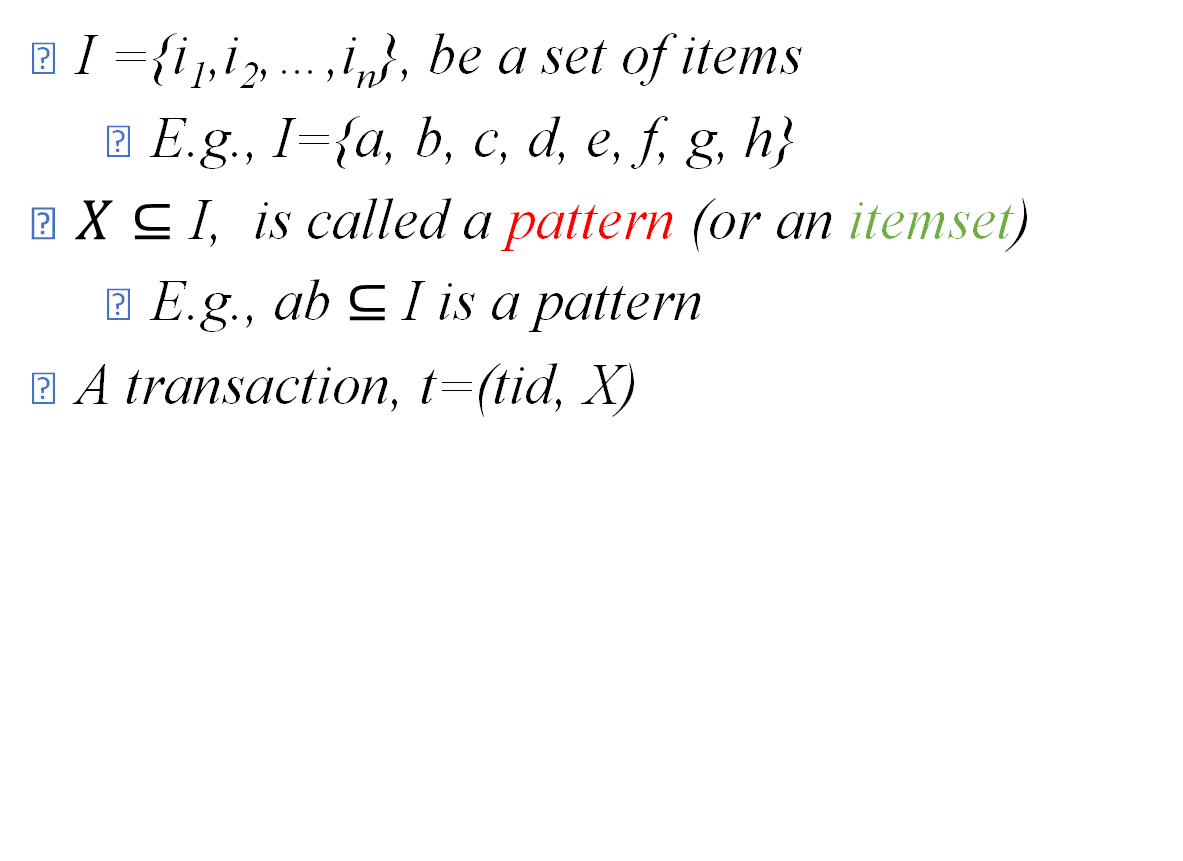 I ={i₁,i₂, … ,iₙ}, be a set of items
E.g., I={a, b, c, d, e, f, g, h}
X ⊆ I, is called a pattern (or an itemset)
E.g., ab ⊆ I is a pattern
A transaction, t=(tid, X)